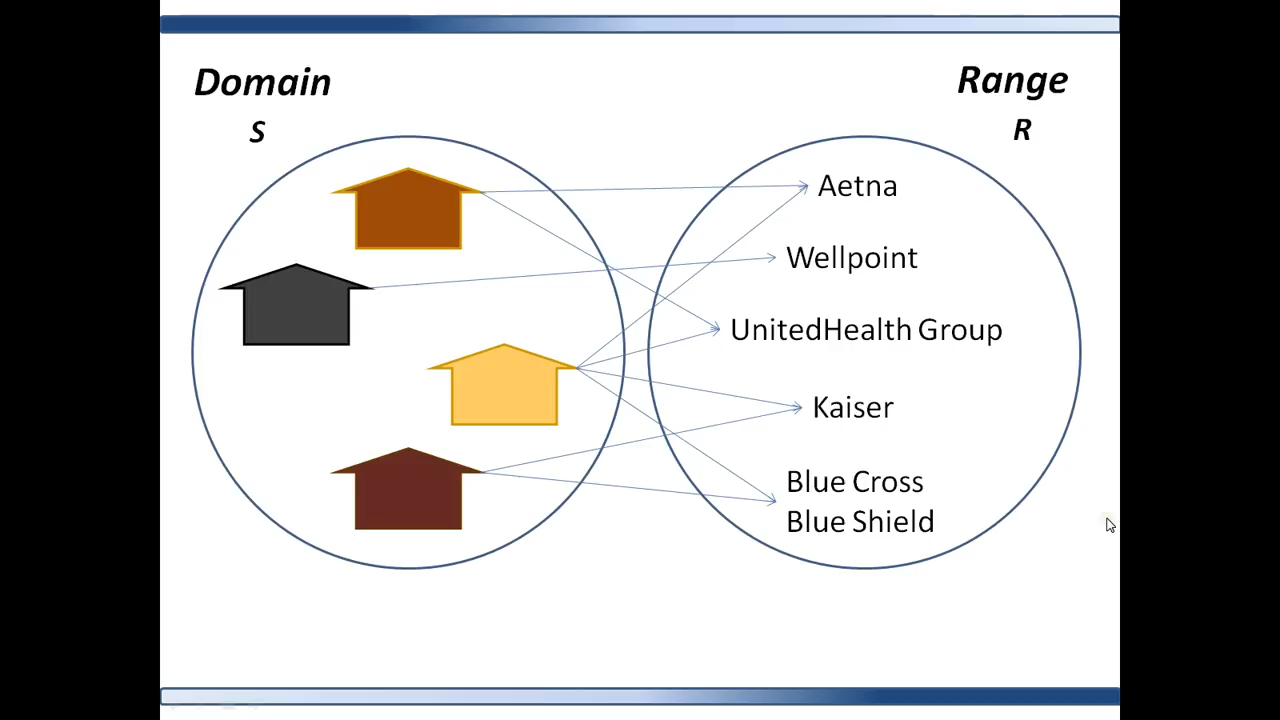 Domain
S
Range
R
Aetna
Wellpoint
UnitedHealth Group
Kaiser
Blue Cross
Blue Shield